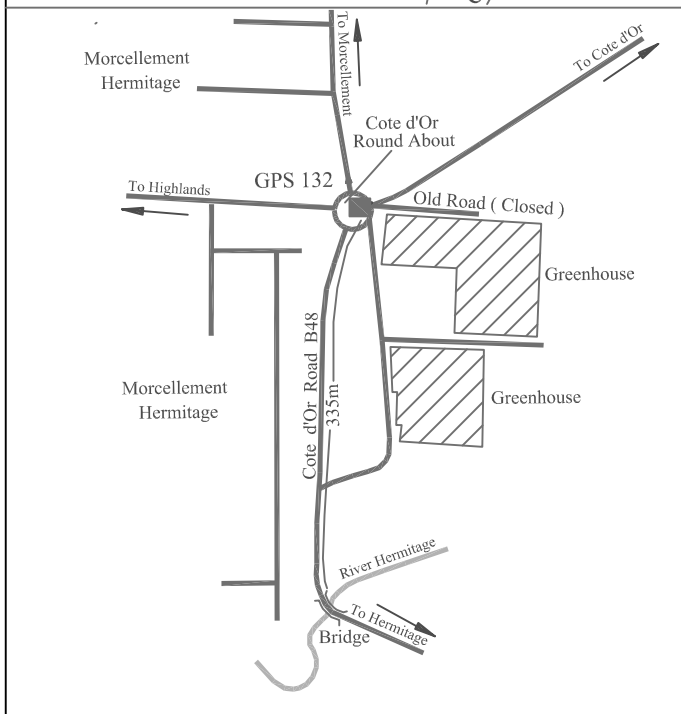 To Morcellement
To Cote d'Or
Morcellement
Hermitage
Cote d'Or
Round About
GPS 132
To Highlands
Old Road ( Closed )
Greenhouse
Cote d'Or Road B48
335m
Morcellement
Hermitage
Greenhouse
River Hermitage
To Hermitage
Bridge